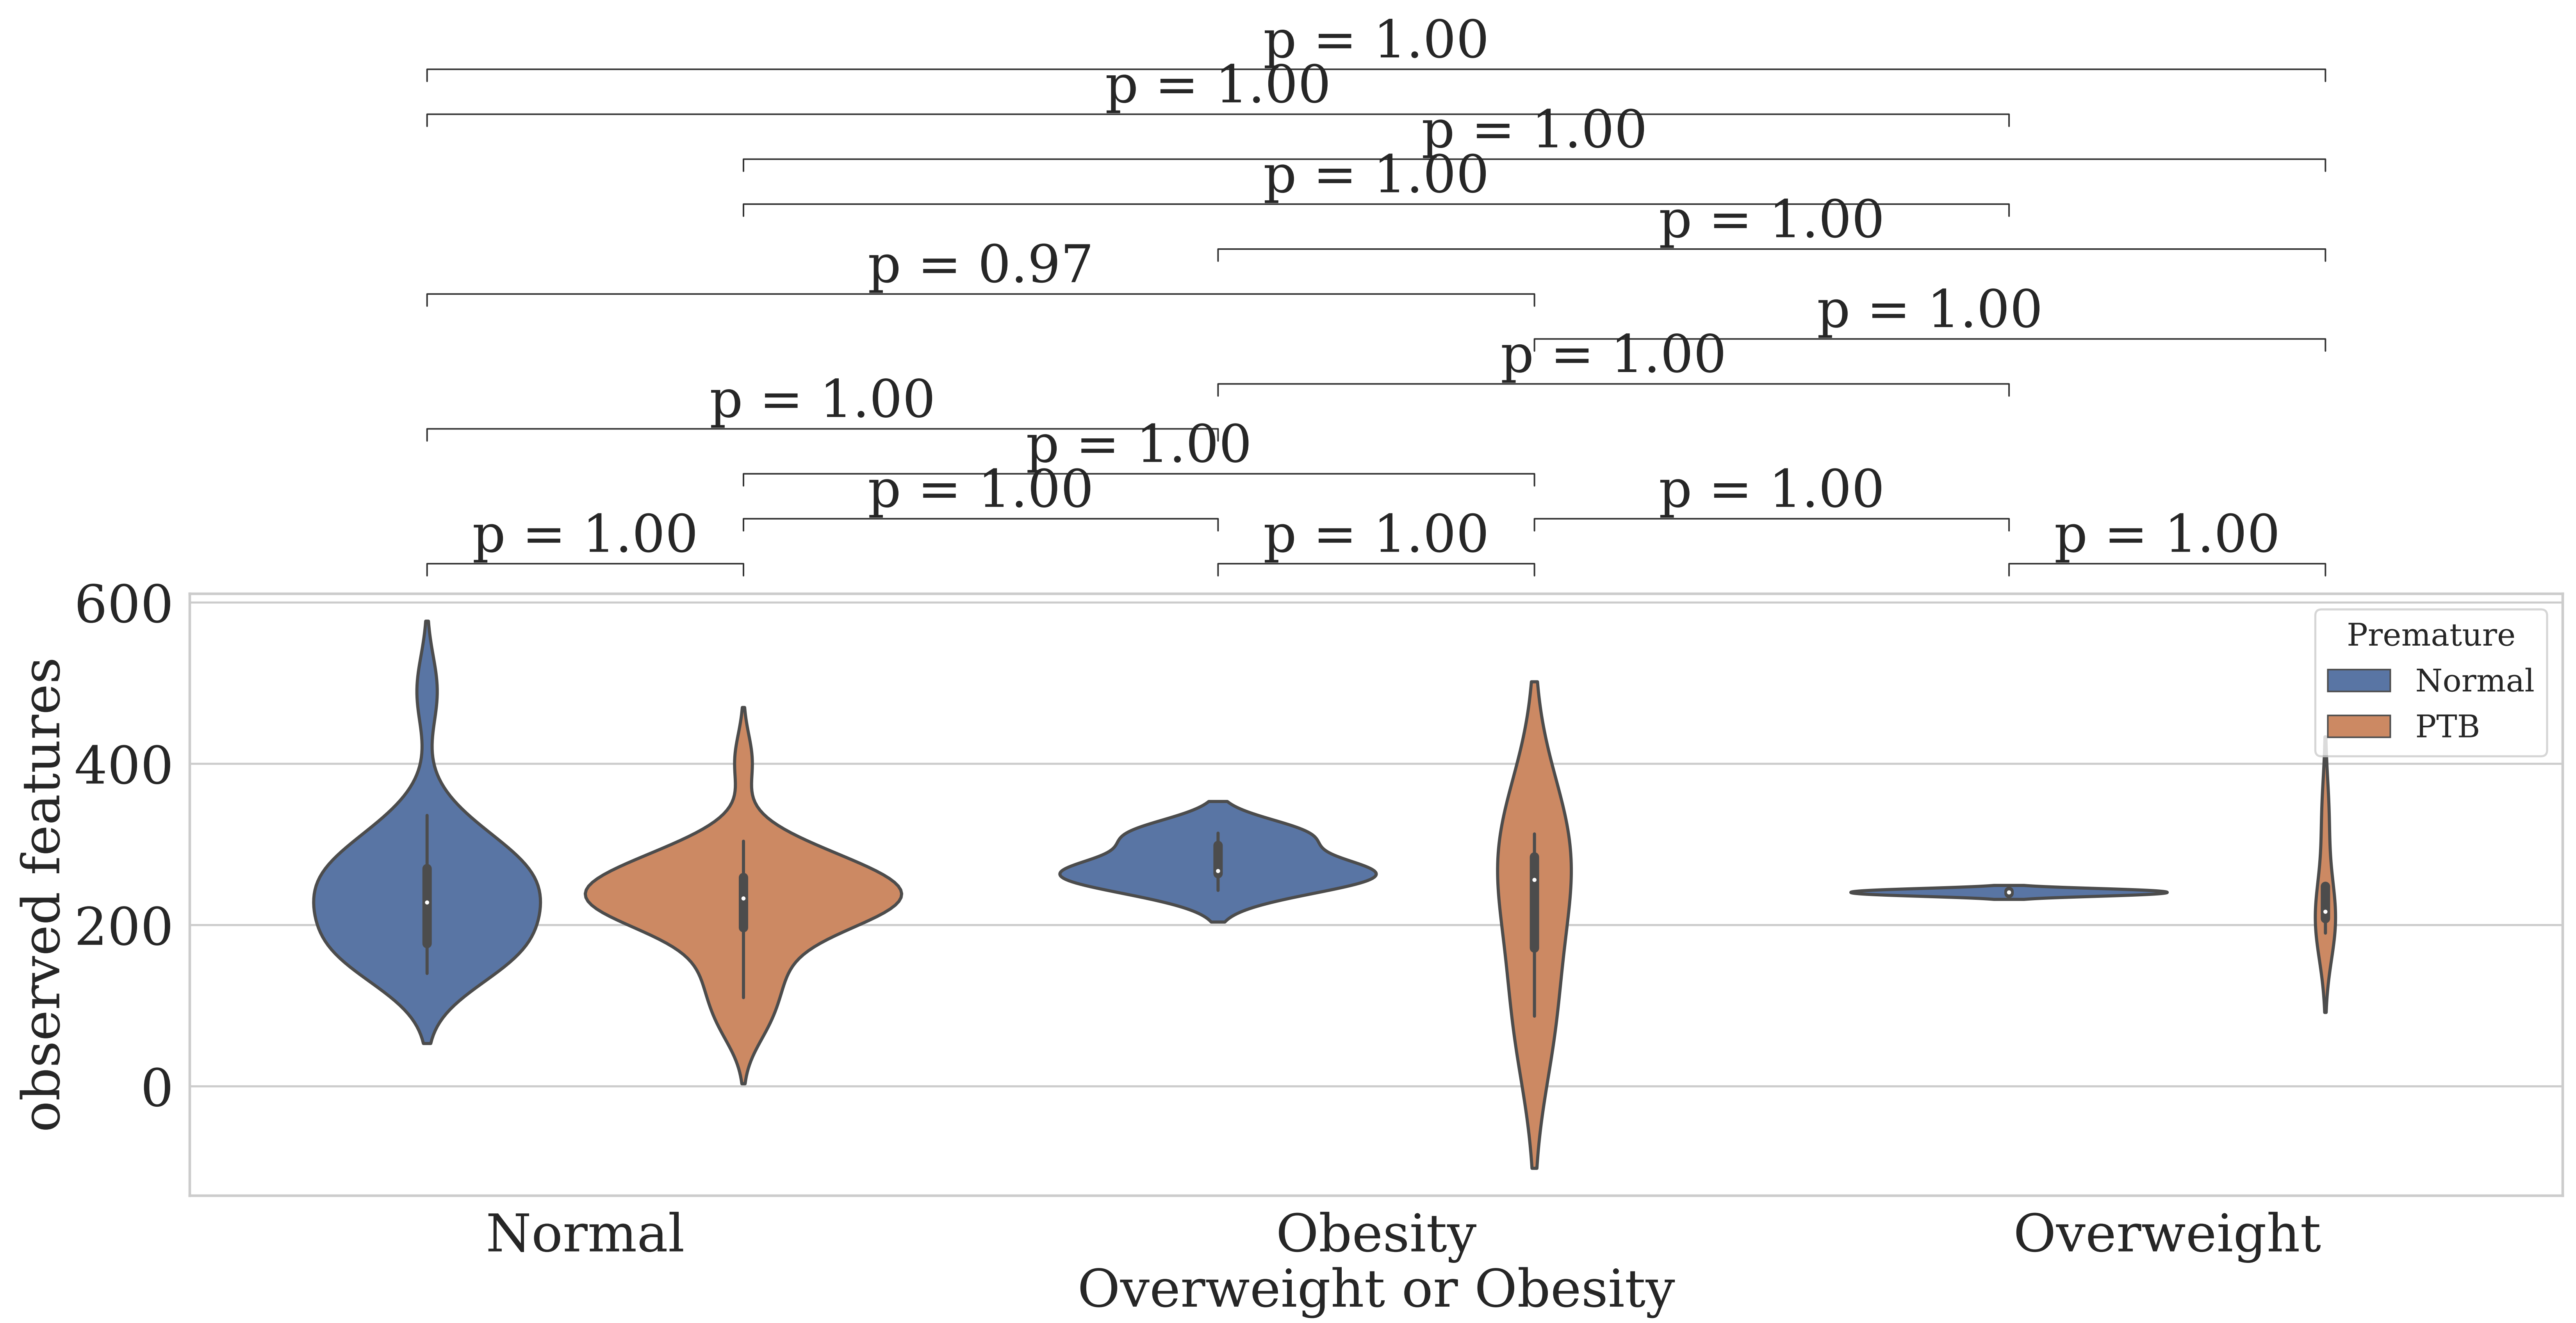 p = 1.00
p = 1.00
p = 1.00
p = 1.00
p = 1.00
p = 0.97
p = 1.00
p = 1.00
p = 1.00
p = 1.00
p = 1.00 p = 1.00
p = 1.00 p = 1.00 p = 1.00
600
400
200
0
observed features
Premature
Normal
PTB
Normal Obesity Overweight
Overweight or Obesity